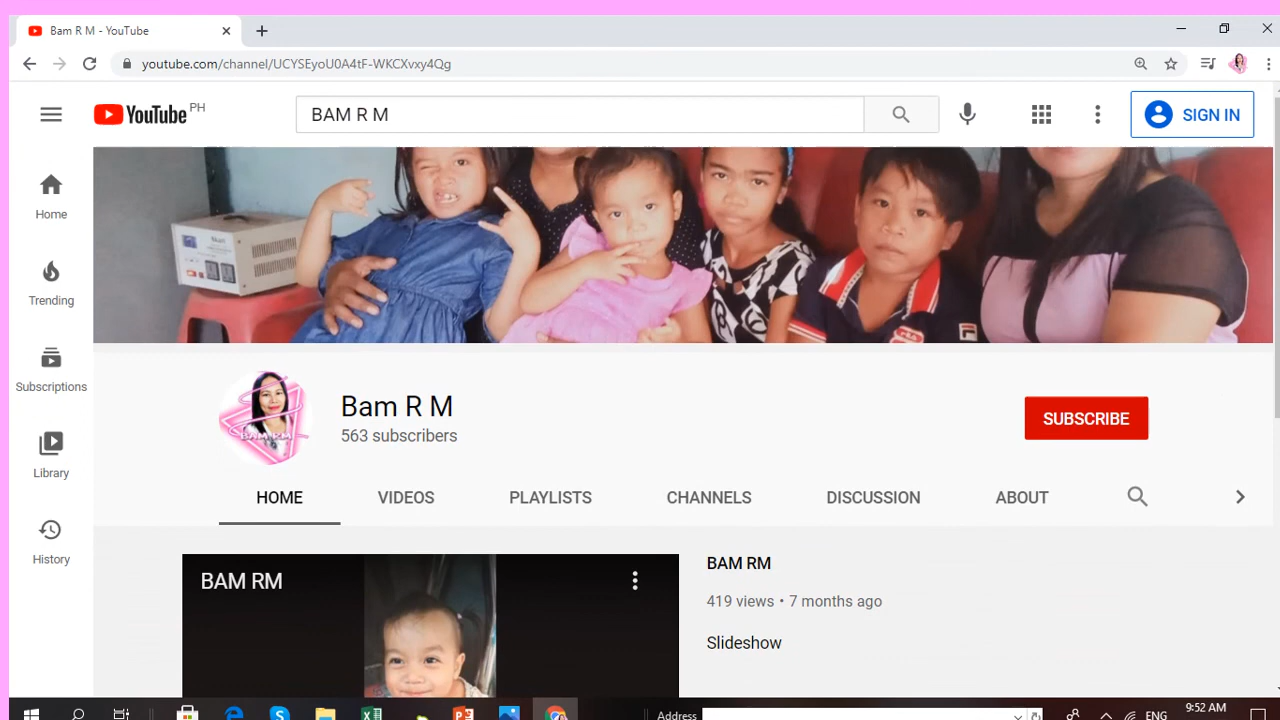 Bam R M - YouTube
youtube.com/channel/UCYSEyoU0A4tF-WKCXvxy4Qg
YouTube PH
BAM R M
SIGN IN
Home
Trending
Subscriptions
Library
History
BAM RM
Bam R M
563 subscribers
SUBSCRIBE
HOME VIDEOS PLAYLISTS CHANNELS DISCUSSION ABOUT
BAM RM
BAM RM
419 views • 7 months ago
Slideshow
Address
ENG
9:52 AM